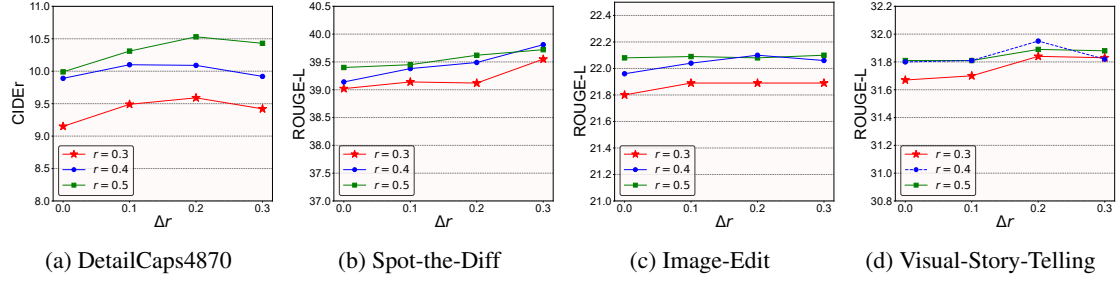 CIDEr
11.0
10.5
10.0
9.5
9.0
8.5
8.0
r = 0.3
r = 0.4
r = 0.5
0.0 0.1 0.2 0.3
Δr
(a) DetailCaps4870
ROUGE-L
40.5
40.0
39.5
39.0
38.5
38.0
37.5
37.0
r = 0.3
r = 0.4
r = 0.5
0.0 0.1 0.2 0.3
Δr
(b) Spot-the-Diff
ROUGE-L
22.4
22.2
22.0
21.8
21.6
21.4
21.2
21.0
r = 0.3
r = 0.4
r = 0.5
0.0 0.1 0.2 0.3
Δr
(c) Image-Edit
ROUGE-L
32.2
32.0
31.8
31.6
31.4
31.2
31.0
30.8
r = 0.3
r = 0.4
r = 0.5
0.0 0.1 0.2 0.3
Δr
(d) Visual-Story-Telling